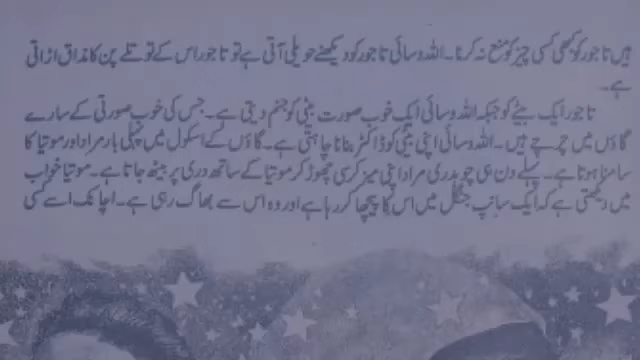 ہیں تاجور کو کبھی کسی چیز کو منع نہ کرنا۔ اللہ وسائی تاجور کو دیکھنے حویلی آتی ہے تو تاجور اس کے تو تلے پن کا مذاق اڑاتی
ہے۔
تاجور ایک بیٹے کو جبکہ اللہ وسائی ایک خوب صورت بیٹی کو جنم دیتی ہے۔ جس کی خوب صورتی کے سارے
گاؤں میں چرچے ہیں۔ اللہ وسائی اپنی بیٹی کو ڈاکٹر بنانا چاہتی ہے۔ گاؤں کے اسکول میں پہلی بار مراد اور موتیا کا
سامنا ہوتا ہے۔ پہلے دن ہی چوہدری مراد اپنی میز کرسی چھوڑ کر موتیا کے ساتھ دری پر بیٹھ جاتا ہے۔ موتیا خواب
میں دیکھتی ہے کہ ایک سانپ جنگل میں اس کا پیچھا کر رہا ہے اور وہ اس سے بھاگ رہی ہے۔ اچانک اسے کسی